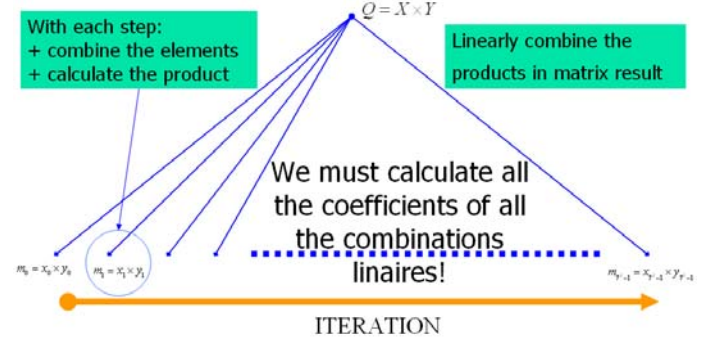 Q = X × Y
With each step:
+ combine the elements
+ calculate the product
Linearly combine the
products in matrix result
We must calculate all
the coefficients of all
the combinations
linaires!
m₀ = x₀ × y₀
m₁ = x₁ × y₁
ITERATION